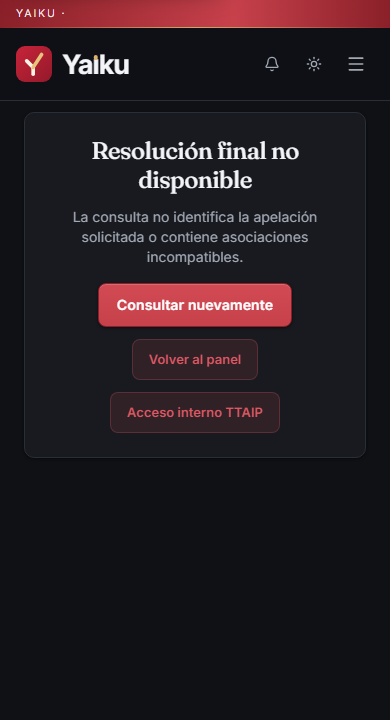 YAIKU ·
Yaiku
Resolución final no
disponible
La consulta no identifica la apelación
solicitada o contiene asociaciones
incompatibles.
Consultar nuevamente
Volver al panel
Acceso interno TTAIP